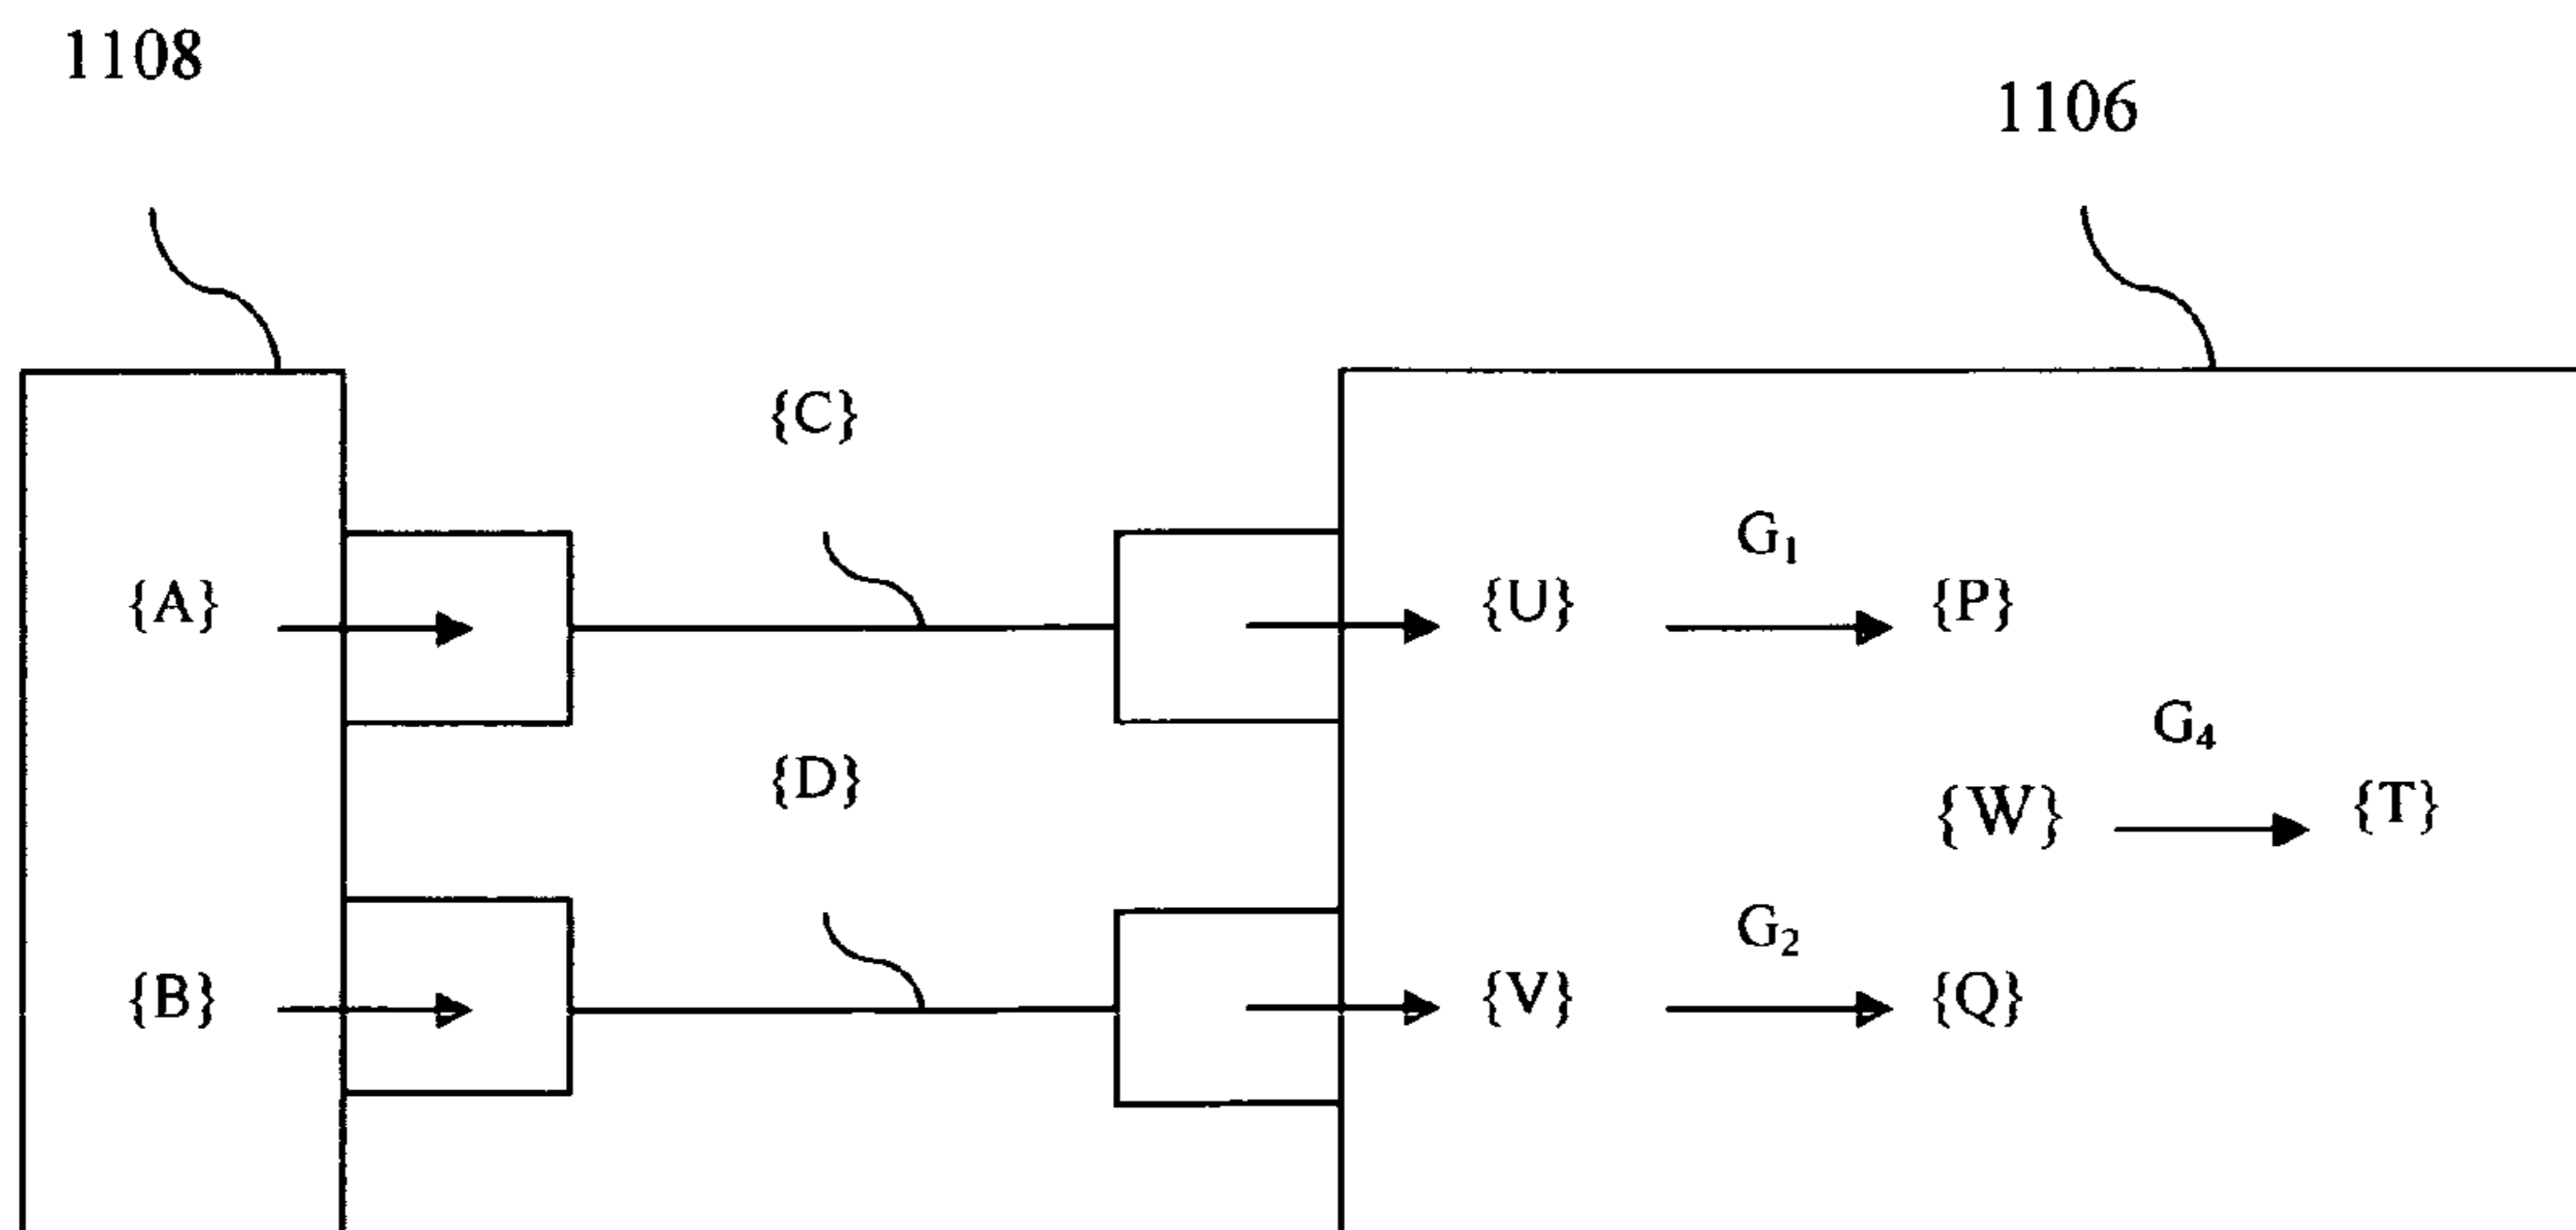 1108
1106
{C}
G₁
{A}
{U}
{P}
G₄
{D}
{W}
{T}
G₂
{B}
{V}
{Q}